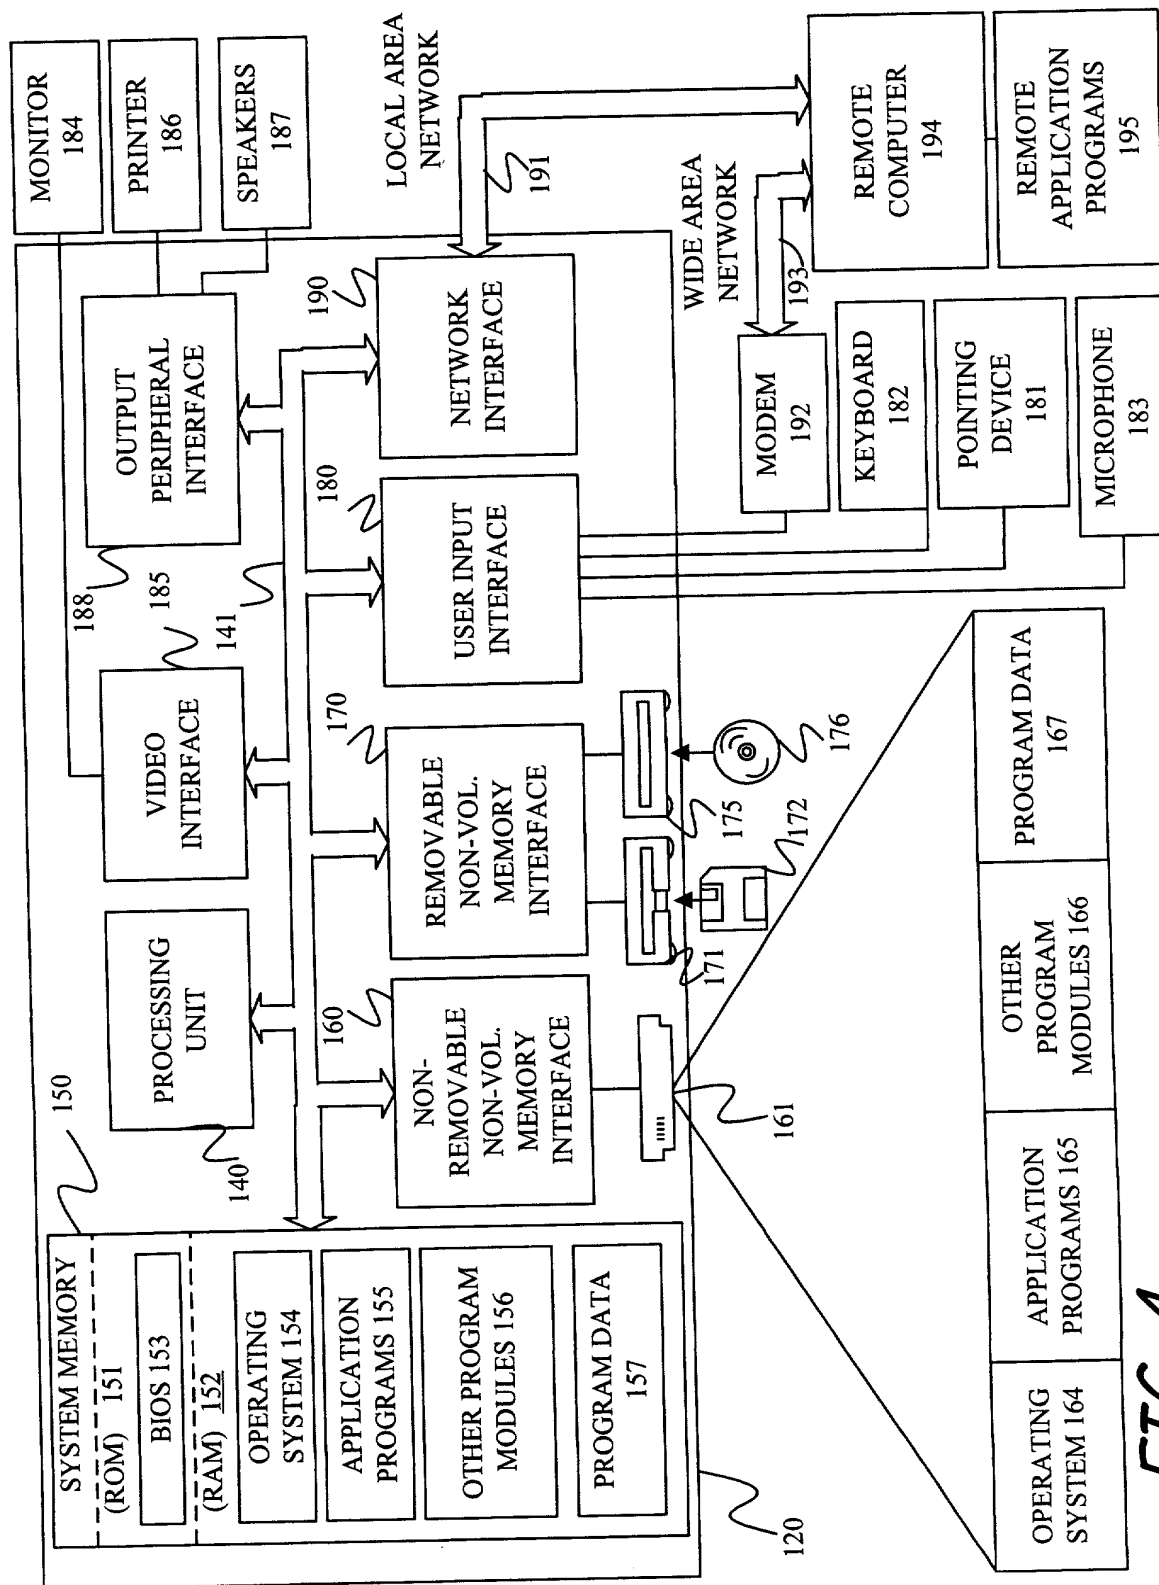 MONITOR
184
PRINTER
186
SPEAKERS
187
OUTPUT
PERIPHERAL
INTERFACE
188
VIDEO
INTERFACE
185
141
PROCESSING
UNIT
140
150
SYSTEM MEMORY
(ROM) 151
BIOS 153
(RAM) 152
OPERATING
SYSTEM 154
APPLICATION
PROGRAMS 155
OTHER PROGRAM
MODULES 156
PROGRAM DATA
157
160
NON-
REMOVABLE
NON-VOL.
MEMORY
INTERFACE
170
REMOVABLE
NON-VOL.
MEMORY
INTERFACE
180
USER INPUT
INTERFACE
190
NETWORK
INTERFACE
LOCAL AREA
NETWORK
191
161
171
172
175
176
120
WIDE AREA
NETWORK
193
MODEM
192
KEYBOARD
182
POINTING
DEVICE
181
MICROPHONE
183
REMOTE
COMPUTER
194
REMOTE
APPLICATION
PROGRAMS
195
OPERATING
SYSTEM 164
APPLICATION
PROGRAMS 165
OTHER
PROGRAM
MODULES 166
PROGRAM DATA
167